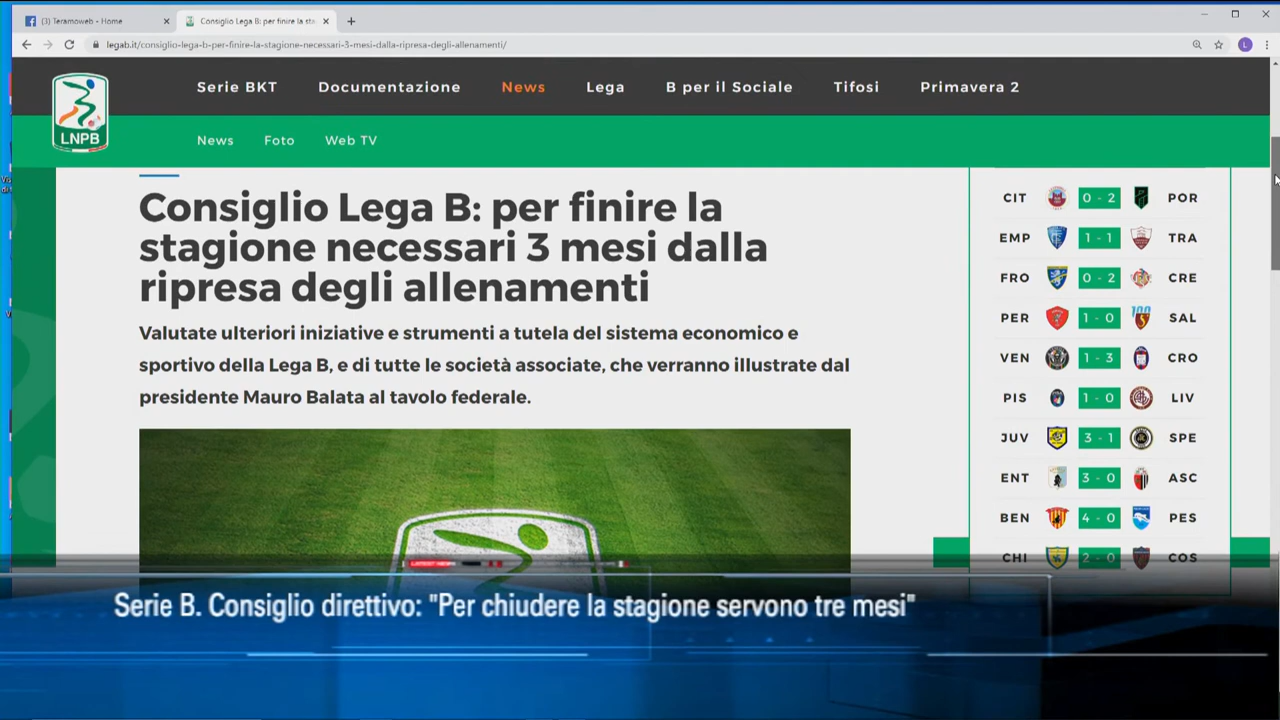 (3) Teramoweb - Home
Consiglio Lega B: per finire la sta
legab.it/consiglio-lega-b-per-finire-la-stagione-necessari-3-mesi-dalla-ripresa-degli-allenamenti/
L
LNPB
Serie BKT Documentazione News Lega B per il Sociale Tifosi Primavera 2
News Foto Web TV
Consiglio Lega B: per finire la
stagione necessari 3 mesi dalla
ripresa degli allenamenti
Valutate ulteriori iniziative e strumenti a tutela del sistema economico e
sportivo della Lega B, e di tutte le società associate, che verranno illustrate dal
presidente Mauro Balata al tavolo federale.
CIT 0 - 2 POR
EMP 1 - 1 TRA
FRO 0 - 2 CRE
PER 1 - 0 SAL
VEN 1 - 3 CRO
PIS 1 - 0 LIV
JUV 3 - 1 SPE
ENT 3 - 0 ASC
BEN 4 - 0 PES
CHI 2 - 0 COS
LATEST NEWS
Serie B. Consiglio direttivo: "Per chiudere la stagione servono tre mesi"